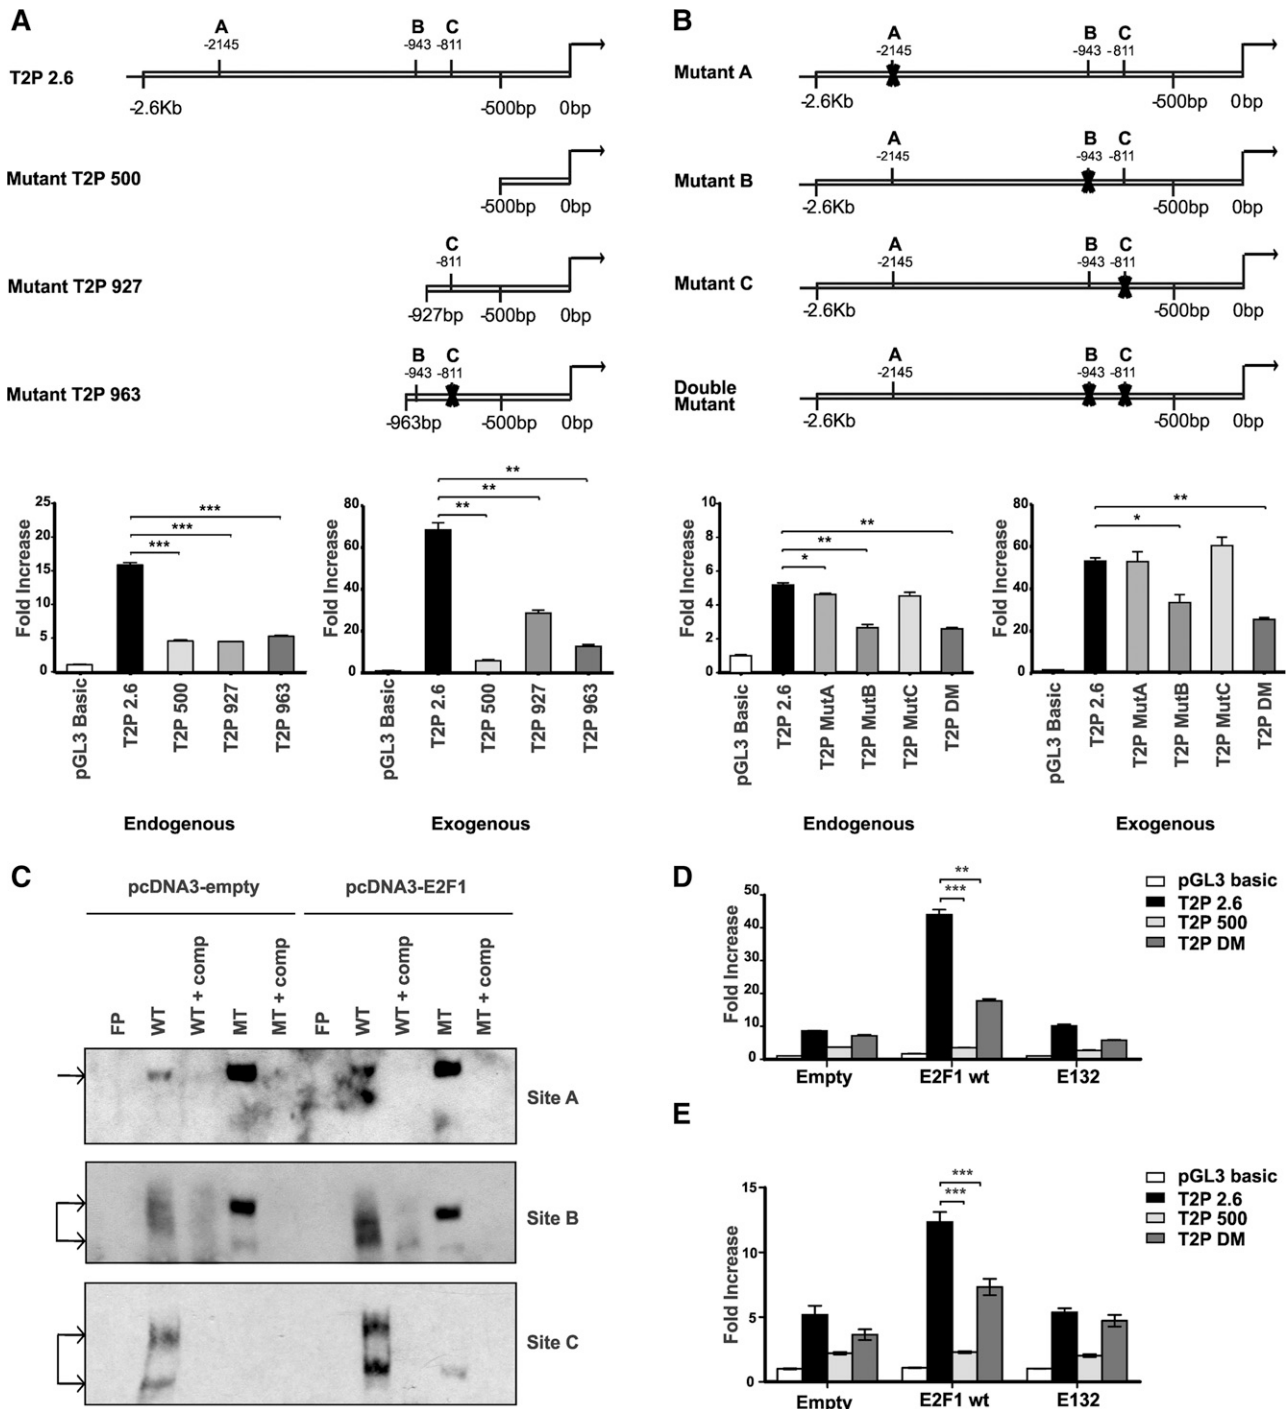 A
A B C
-2145 -943 -811
T2P 2.6
-2.6Kb -500bp 0bp
Mutant T2P 500
-500bp 0bp
C
-811
Mutant T2P 927
-927bp -500bp 0bp
B C
-943 -811
Mutant T2P 963
-963bp -500bp 0bp
Fold Increase
25
20
15
10
5
0
***
***
***
pGL3 Basic
T2P 2.6
T2P 500
T2P 927
T2P 963
Endogenous
Fold Increase
80
60
40
20
0
**
**
**
pGL3 Basic
T2P 2.6
T2P 500
T2P 927
T2P 963
Exogenous
B
A B C
-2145 -943 -811
Mutant A
-2.6Kb -500bp 0bp
A B C
-2145 -943 -811
Mutant B
-2.6Kb -500bp 0bp
A B C
-2145 -943 -811
Mutant C
-2.6Kb -500bp 0bp
A B C
-2145 -943 -811
Double
Mutant
-2.6Kb -500bp 0bp
Fold Increase
10
8
6
4
2
0
**
**
*
pGL3 Basic
T2P 2.6
T2P MutA
T2P MutB
T2P MutC
T2P DM
Endogenous
Fold Increase
80
60
40
20
0
**
*
pGL3 Basic
T2P 2.6
T2P MutA
T2P MutB
T2P MutC
T2P DM
Exogenous
C
pcDNA3-empty pcDNA3-E2F1
FP
WT
WT + comp
MT
MT + comp
FP
WT
WT + comp
MT
MT + comp
Site A
Site B
Site C
D
Fold Increase
50
40
30
20
10
0
**
***
Empty E2F1 wt E132
pGL3 basic
T2P 2.6
T2P 500
T2P DM
E
Fold Increase
15
10
5
0
***
***
Empty E2F1 wt E132
pGL3 basic
T2P 2.6
T2P 500
T2P DM